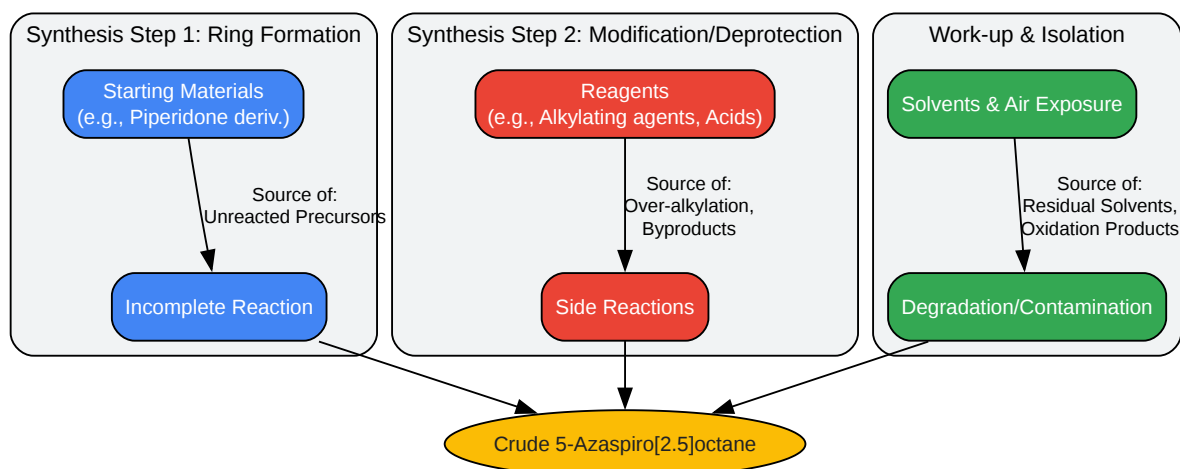 Synthesis Step 1: Ring Formation
Starting Materials
(e.g., Piperidone deriv.)
Source of:
Unreacted Precursors
Incomplete Reaction
Synthesis Step 2: Modification/Deprotection
Reagents
(e.g., Alkylating agents, Acids)
Source of:
Over-alkylation,
Byproducts
Side Reactions
Work-up & Isolation
Solvents & Air Exposure
Source of:
Residual Solvents,
Oxidation Products
Degradation/Contamination
Crude 5-Azaspiro[2.5]octane